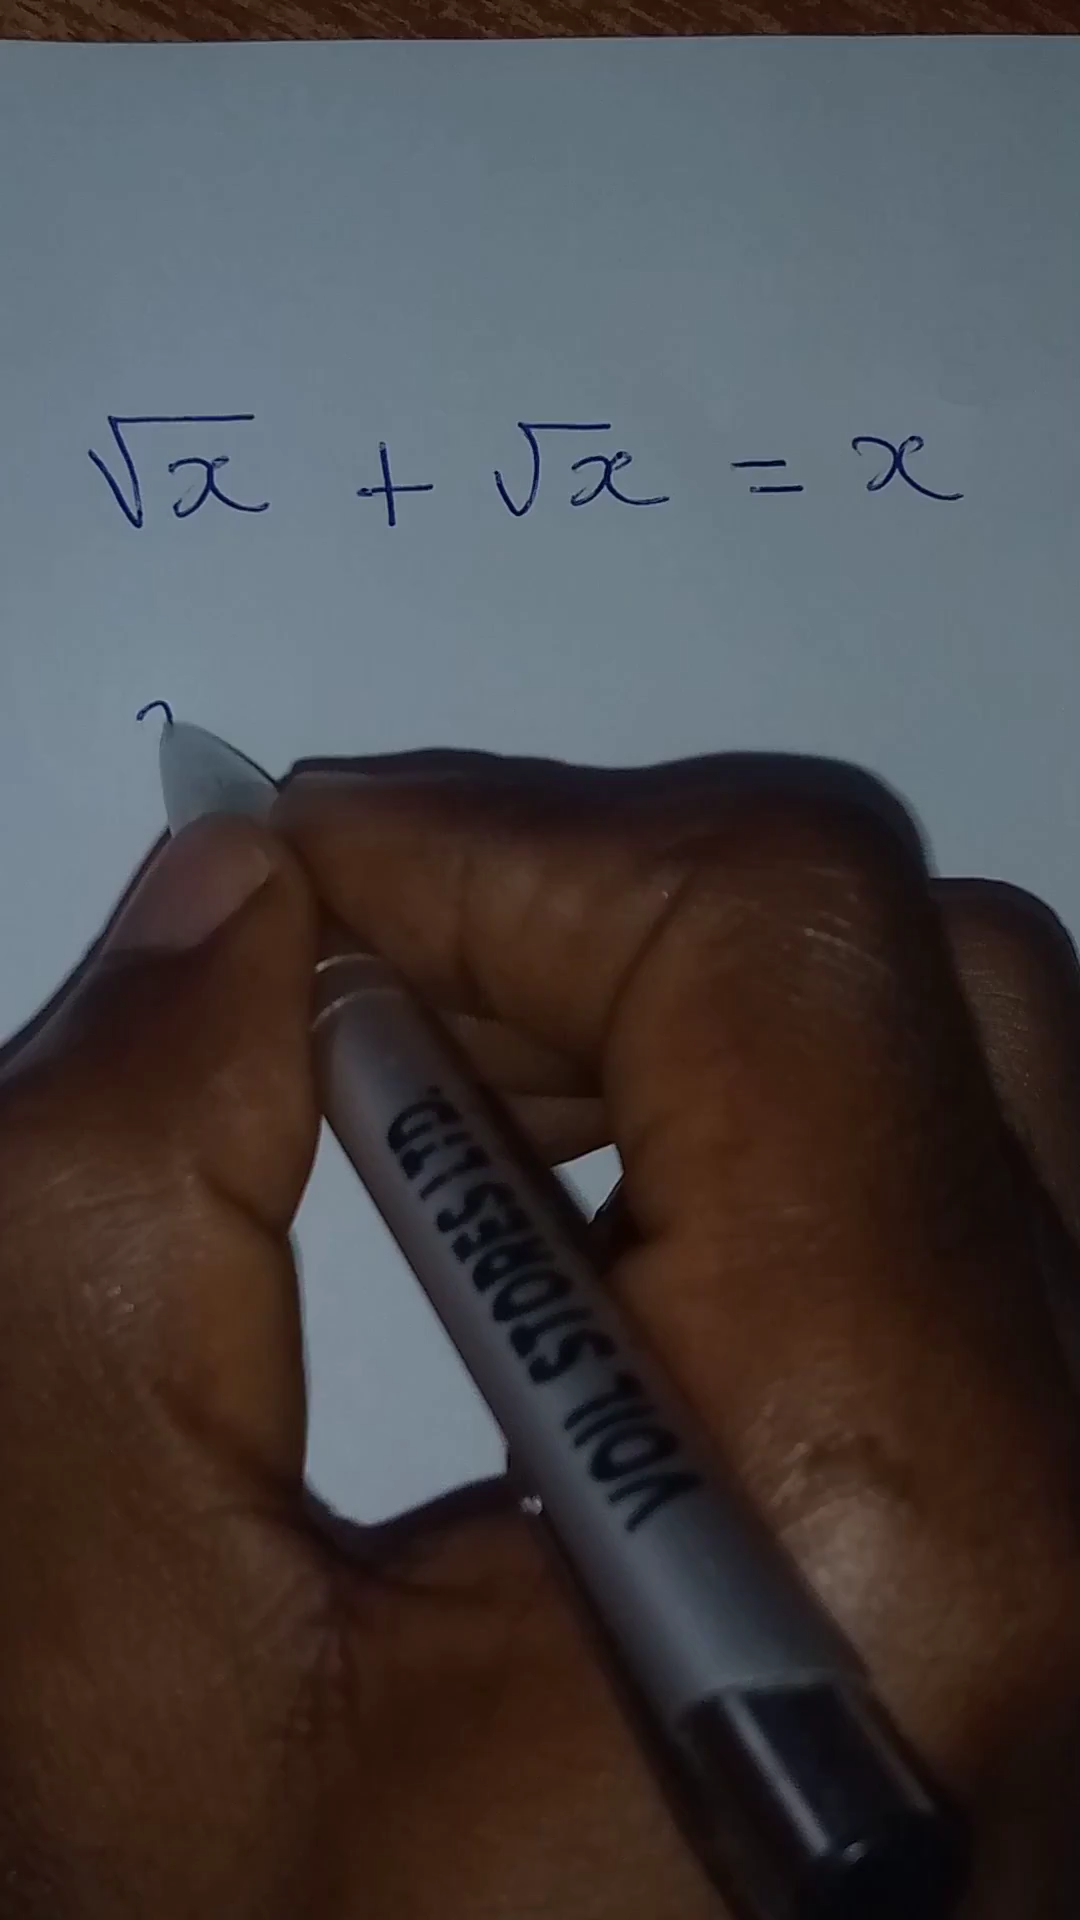 √x + √x = x
VOIL STORES LTD.